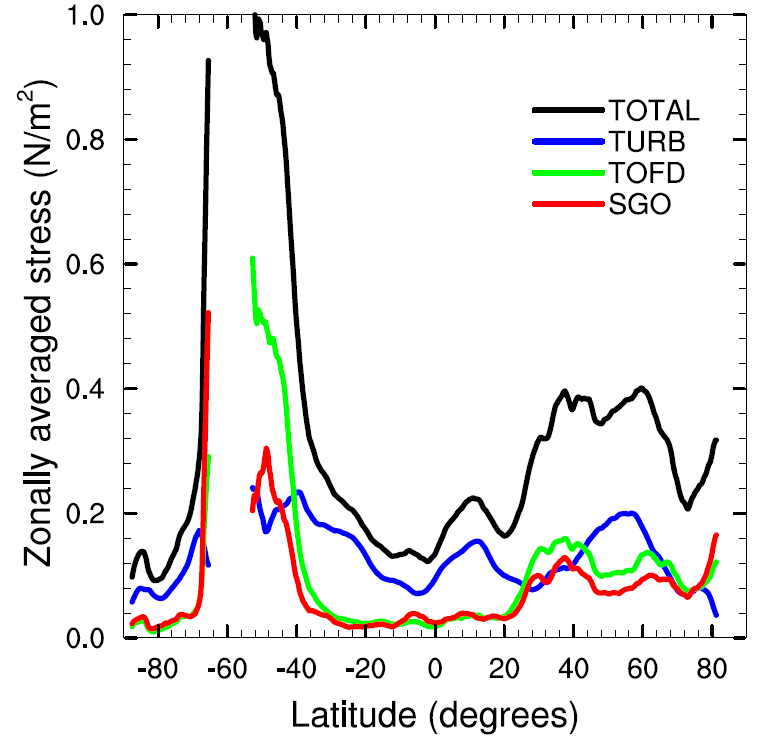 Zonally averaged stress (N/m²)
1.0
0.8
0.6
0.4
0.2
0.0
TOTAL
TURB
TOFD
SGO
-80 -60 -40 -20 0 20 40 60 80
Latitude (degrees)